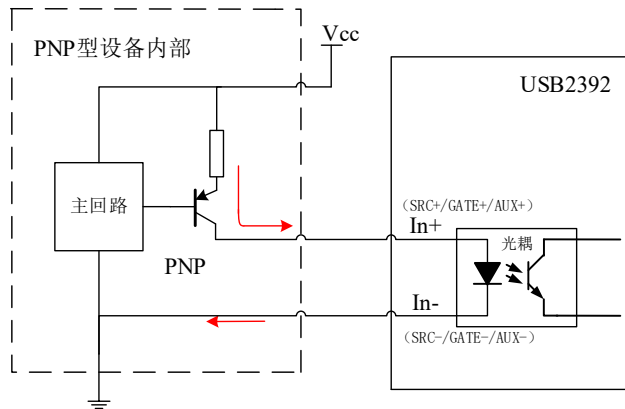 Vcc
PNP型设备内部
USB2392
主回路
PNP
（SRC+/GATE+/AUX+）
In+
光耦
In-
（SRC-/GATE-/AUX-）